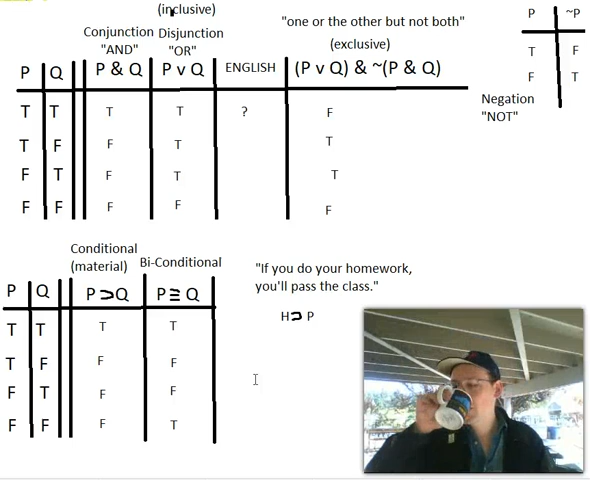 (inclusive)
"one or the other but not both"
P ~P
Conjunction Disjunction
"AND" "OR"
(exclusive)
T F
P Q P & Q P v Q ENGLISH (P v Q) & ~(P & Q)
F T
Negation
"NOT"
T T T T ? F
T F F T T
F T F T T
F F F F F
Conditional
(material) Bi-Conditional
"If you do your homework,
you'll pass the class."
P Q P ⊃ Q P ≡ Q
H ⊃ P
T T T T
T F F F
F T F F
F F F T